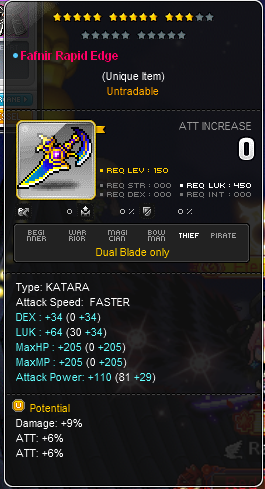 Fafnir Rapid Edge
(Unique Item)
Untradable
ATT INCREASE
0
REQ LEV : 150
REQ STR : 000 REQ LUK : 450
REQ DEX : 000 REQ INT : 000
0 0 % 0 %
BEGINNER WARRIOR MAGICIAN BOWMAN THIEF PIRATE
Dual Blade only
Type: KATARA
Attack Speed: FASTER
DEX : +34 (0 +34)
LUK : +64 (30 +34)
MaxHP : +205 (0 +205)
MaxMP : +205 (0 +205)
Attack Power: +110 (81 +29)
U Potential
Damage: +9%
ATT: +6%
ATT: +6%